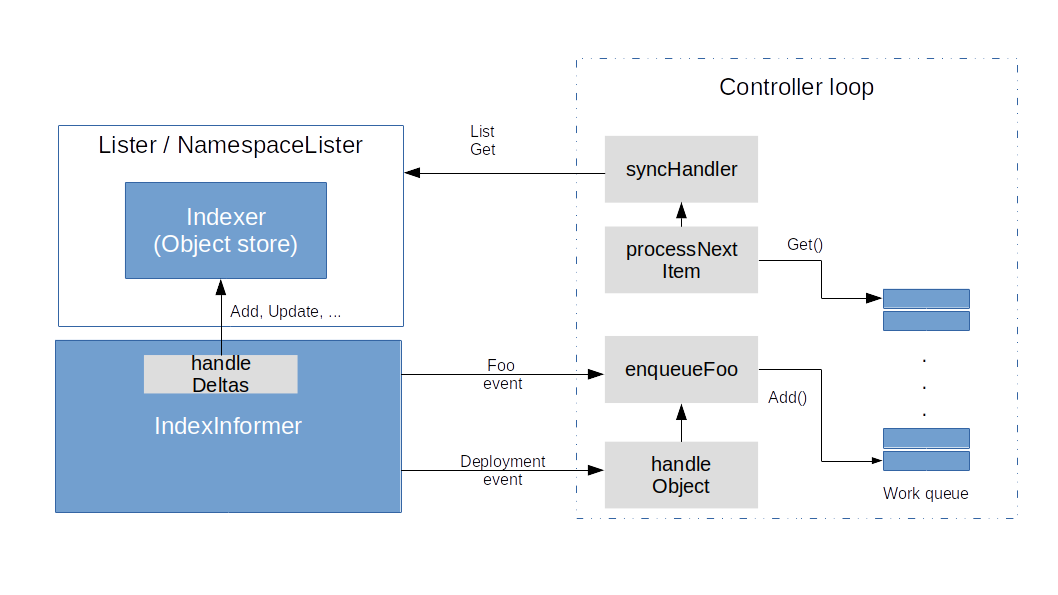 Controller loop
Lister / NamespaceLister
List
Get
syncHandler
Indexer
(Object store)
processNext
Item
Get()
Add, Update, ...
handle
Deltas
IndexInformer
Foo
event
enqueueFoo
Add()
.
.
.
Deployment
event
handle
Object
Work queue